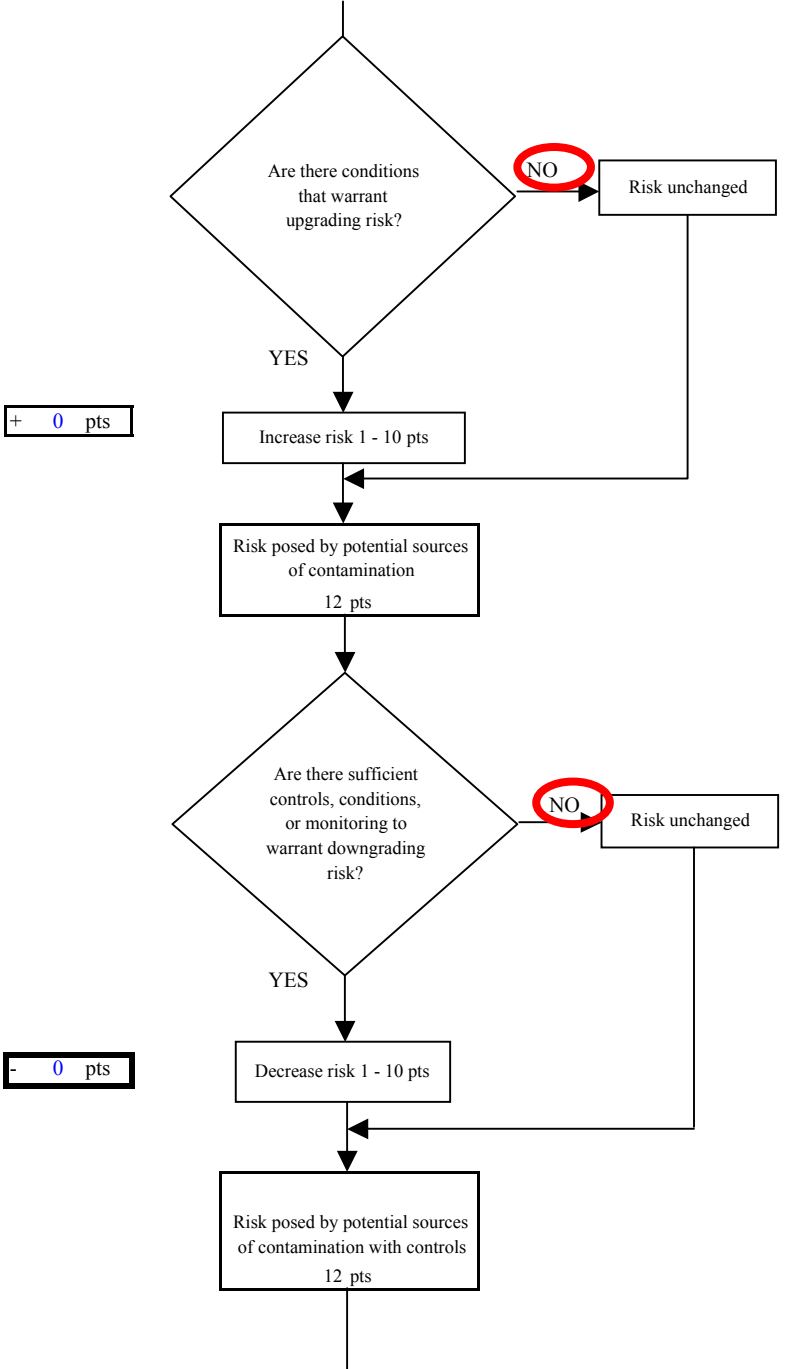 Are there conditions
that warrant
upgrading risk?
NO
Risk unchanged
YES
+ 0 pts
Increase risk 1 - 10 pts
Risk posed by potential sources
of contamination
12 pts
Are there sufficient
controls, conditions,
or monitoring to
warrant downgrading
risk?
NO
Risk unchanged
YES
- 0 pts
Decrease risk 1 - 10 pts
Risk posed by potential sources
of contamination with controls
12 pts